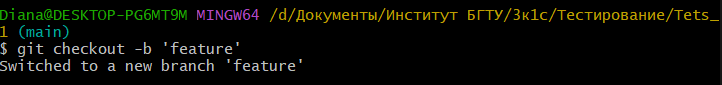 Diana@DESKTOP-PG6MT9M MINGW64 /d/Документы/Институт БГТУ/3к1с/Тестирование/Tets_
1 (main)
$ git checkout -b 'feature'
Switched to a new branch 'feature'